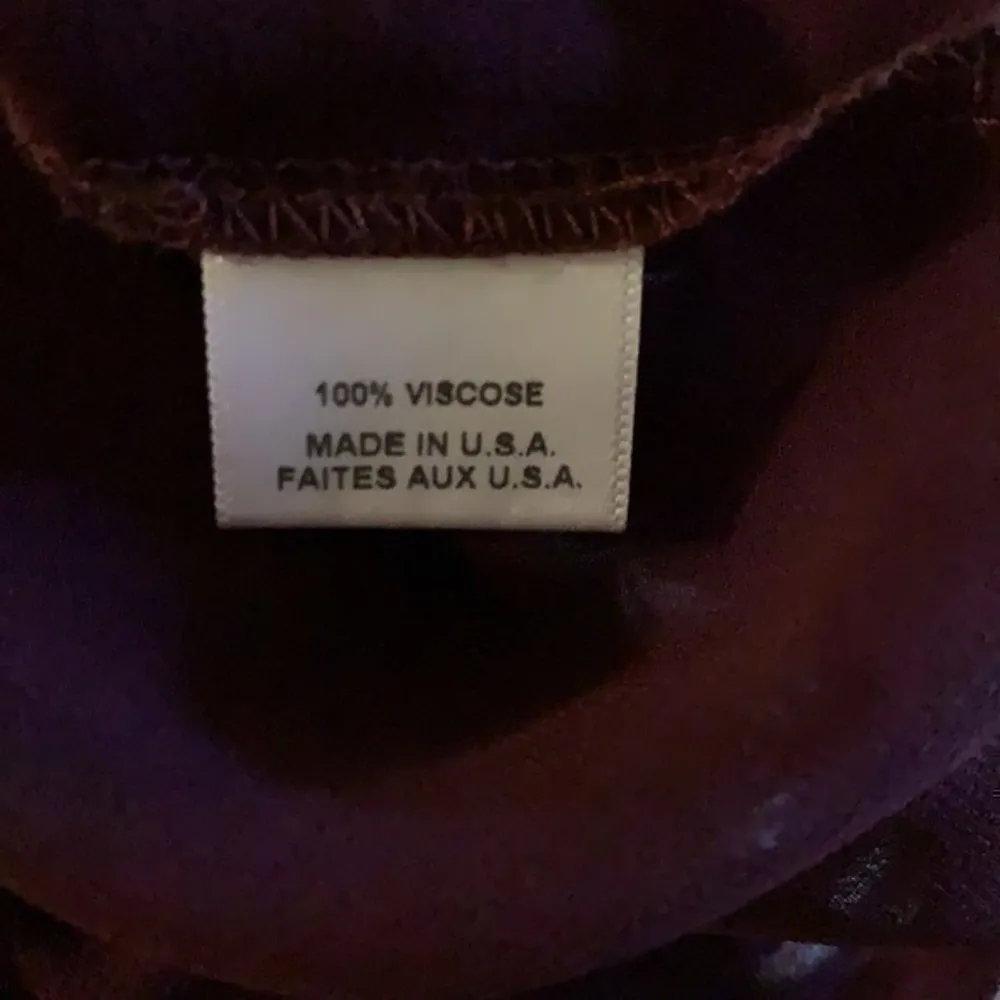 100% VISCOSE
MADE IN U.S.A.
FAITES AUX U.S.A.